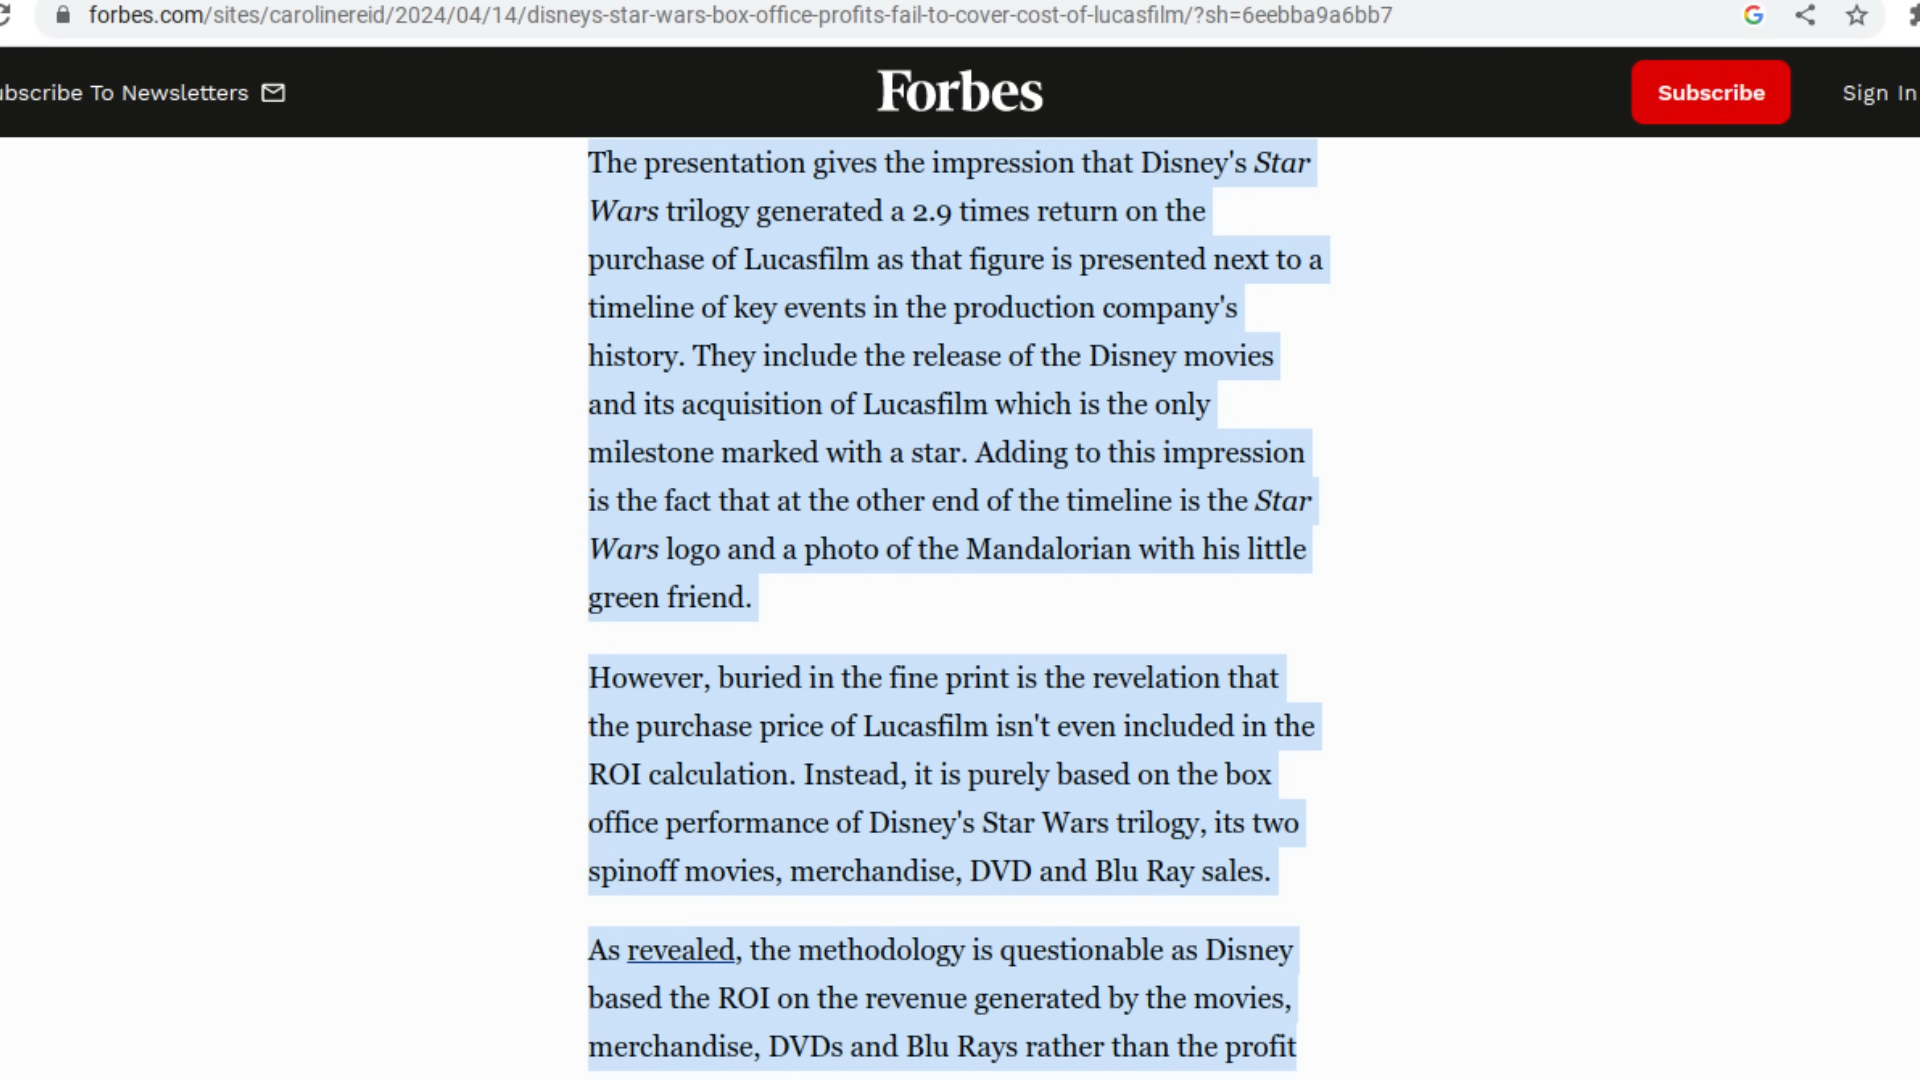 forbes.com/sites/carolinereid/2024/04/14/disneys-star-wars-box-office-profits-fail-to-cover-cost-of-lucasfilm/?sh=6eebba9a6bb7
ubscribe To Newsletters
Forbes
Subscribe
Sign In
The presentation gives the impression that Disney's Star
Wars trilogy generated a 2.9 times return on the
purchase of Lucasfilm as that figure is presented next to a
timeline of key events in the production company's
history. They include the release of the Disney movies
and its acquisition of Lucasfilm which is the only
milestone marked with a star. Adding to this impression
is the fact that at the other end of the timeline is the Star
Wars logo and a photo of the Mandalorian with his little
green friend.
However, buried in the fine print is the revelation that
the purchase price of Lucasfilm isn't even included in the
ROI calculation. Instead, it is purely based on the box
office performance of Disney's Star Wars trilogy, its two
spinoff movies, merchandise, DVD and Blu Ray sales.
As revealed, the methodology is questionable as Disney
based the ROI on the revenue generated by the movies,
merchandise, DVDs and Blu Rays rather than the profit